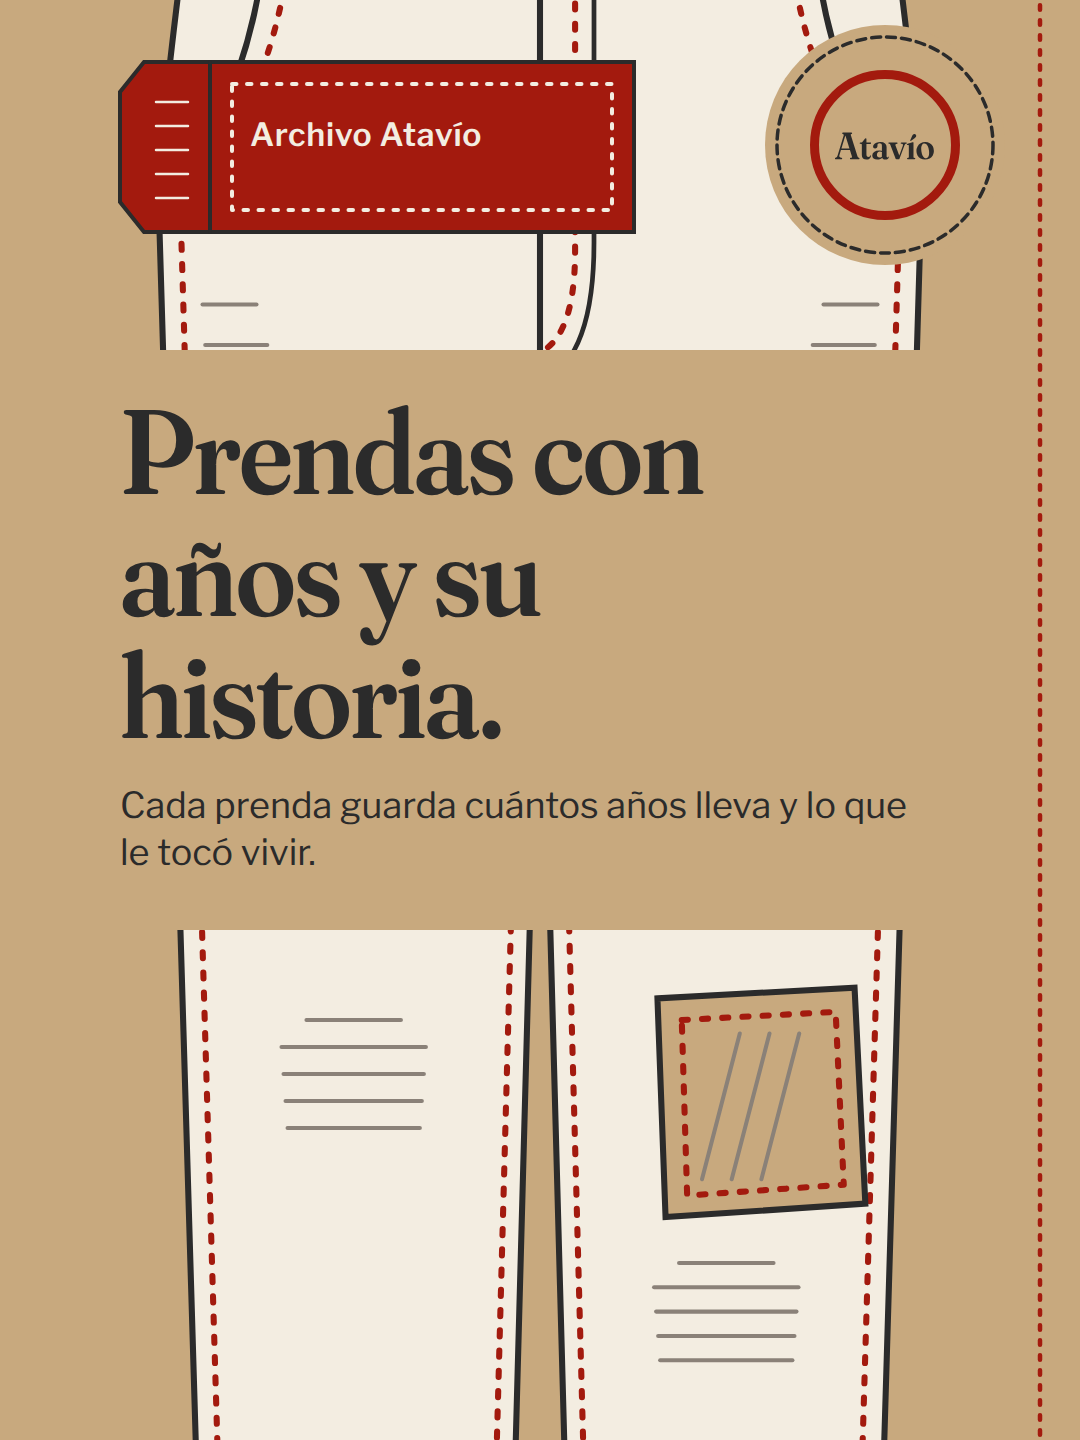 Archivo Atavío
Atavío
Prendas con
años y su
historia.
Cada prenda guarda cuántos años lleva y lo que
le tocó vivir.